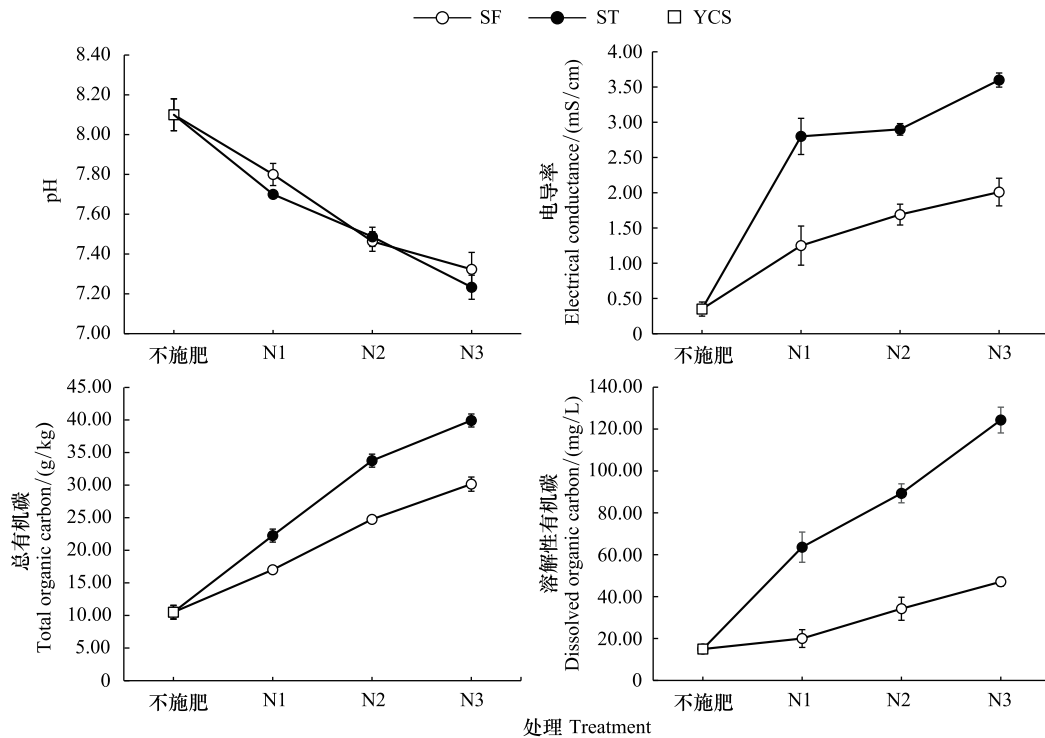 SF ST YCS
pH
8.40
8.20
8.00
7.80
7.60
7.40
7.20
7.00
不施肥 N1 N2 N3
电导率
Electrical conductance/(mS/cm)
4.00
3.50
3.00
2.50
2.00
1.50
1.00
0.50
0
不施肥 N1 N2 N3
总有机碳
Total organic carbon/(g/kg)
45.00
40.00
35.00
30.00
25.00
20.00
15.00
10.00
5.00
0
不施肥 N1 N2 N3
溶解性有机碳
Dissolved organic carbon/(mg/L)
140.00
120.00
100.00
80.00
60.00
40.00
20.00
0
不施肥 N1 N2 N3
处理 Treatment